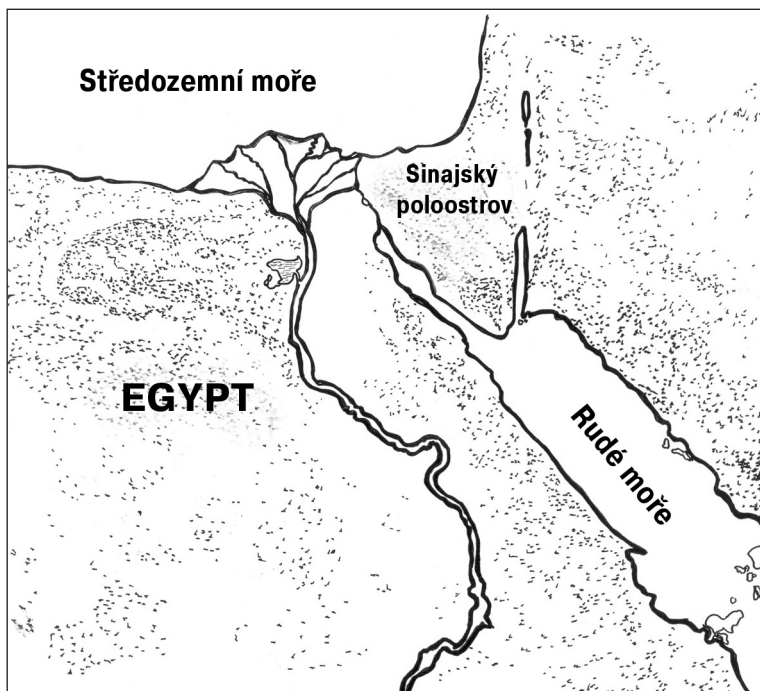 Středozemní moře
Sinajský
poloostrov
EGYPT
Rudé moře